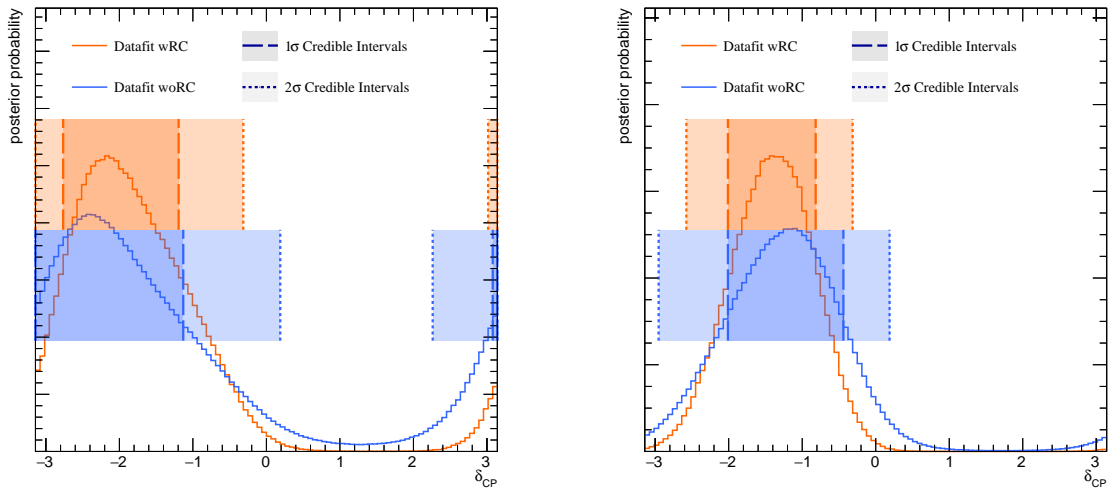 posterior probability
Datafit wRC
1σ Credible Intervals
Datafit woRC
2σ Credible Intervals
−3 −2 −1 0 1 2 3
δCP
posterior probability
Datafit wRC
1σ Credible Intervals
Datafit woRC
2σ Credible Intervals
−3 −2 −1 0 1 2 3
δCP